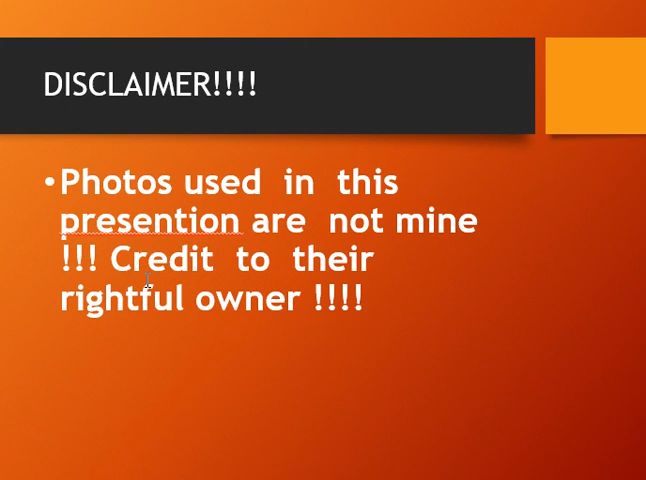 DISCLAIMER!!!!
•Photos used in this
presention are not mine
!!! Credit to their
rightful owner !!!!